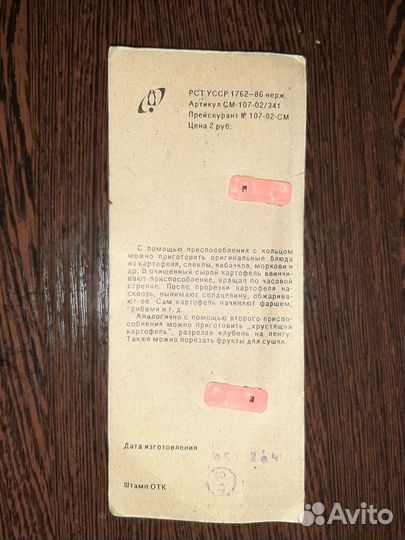 РСТ УССР 1762–86 нерж.
Артикул СМ-107-02/341
Прейскурант № 107-02-СМ
Цена 2 руб;
С помощью приспособления с кольцом
можно приготовить оригинальные блюда
из картофеля, свеклы, кабачков, моркови и
др. В очищенный сырой картофель ввинчи-
вают приспособление, вращая по часовой
стрелке. После прорезки картофеля на-
сквозь, вынимают сердцевину, обжарива-
ют ее. Сам картофель начиняют фаршем,
грибами и т. д.
Аналогично с помощью второго приспо-
собления можно приготовить „хрустящий
картофель", разрезая клубень на ленту.
Также можно порезать фрукты для сушки.
Дата изготовления
Штамп ОТК
Avito